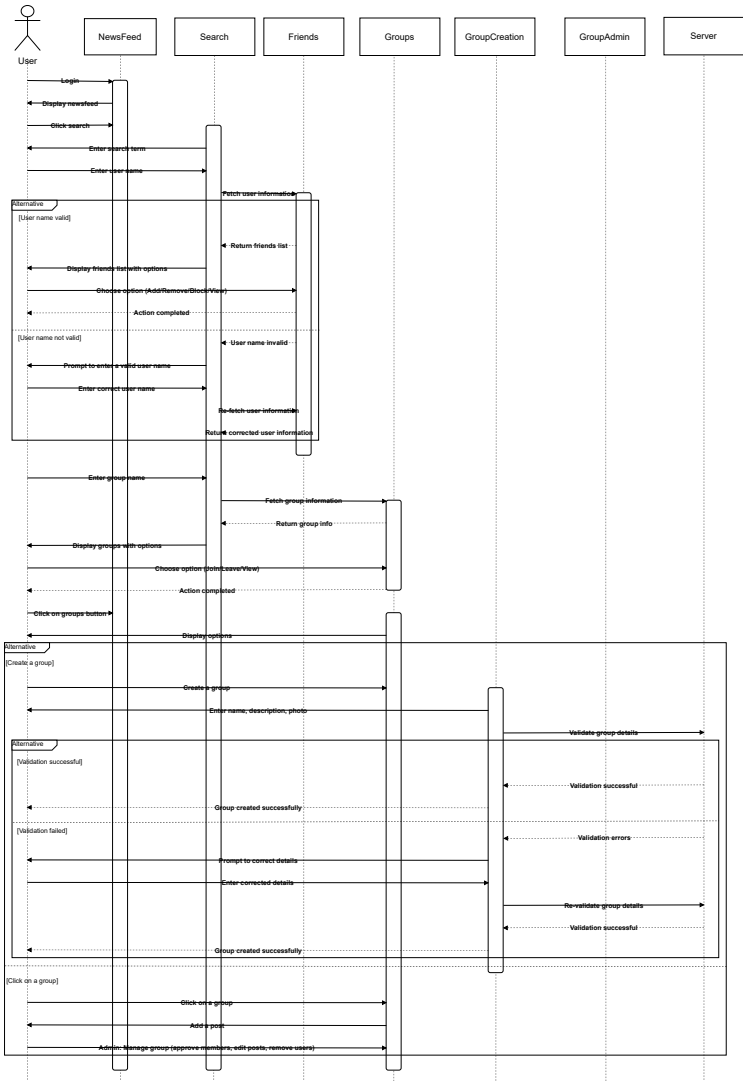 NewsFeed
Search
Friends
Groups
GroupCreation
GroupAdmin
Server
User
Login
Display newsfeed
Click search
Enter search term
Enter user name
Fetch user information
Alternative
[User name valid]
Return friends list
Display friends list with options
Choose option (Add/Remove/Block/View)
Action completed
[User name not valid]
User name invalid
Prompt to enter a valid user name
Enter correct user name
Re-fetch user information
Return corrected user information
Enter group name
Fetch group information
Return group info
Display groups with options
Choose option (Join/Leave/View)
Action completed
Click on groups button
Display options
Alternative
[Create a group]
Create a group
Enter name, description, photo
Validate group details
Alternative
[Validation successful]
Validation successful
Group created successfully
[Validation failed]
Validation errors
Prompt to correct details
Enter corrected details
Re-validate group details
Validation successful
Group created successfully
[Click on a group]
Click on a group
Add a post
Admin: Manage group (approve members, edit posts, remove users)